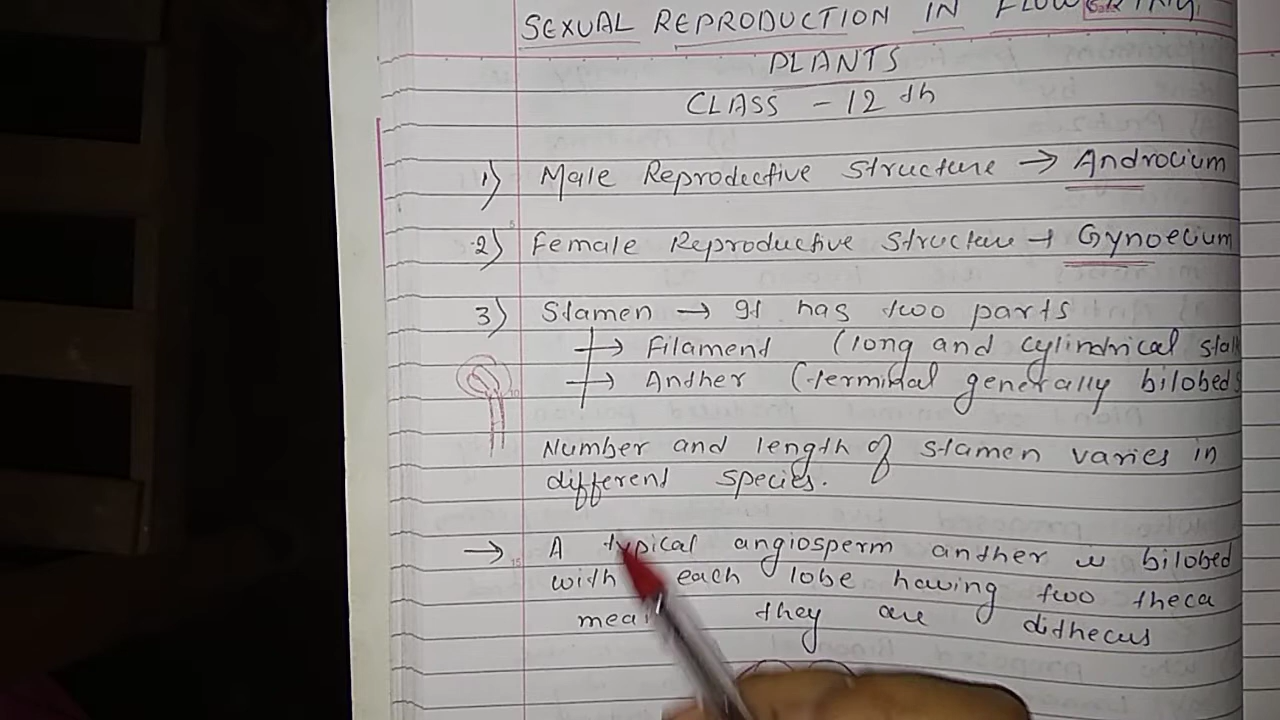 SEXUAL REPRODUCTION IN FLOWERING
PLANTS
CLASS - 12 th
1) Male Reproductive Structure → Androcium
2) Female Reproductive Structure → Gynoecium
3) Stamen → It has two parts
→ Filament (long and cylindrical stalk
→ Anther (terminal generally bilobed
Number and length of stamen varies in
different species.
→ A typical angiosperm anther is bilobed
with each lobe having two theca
they are dithecus